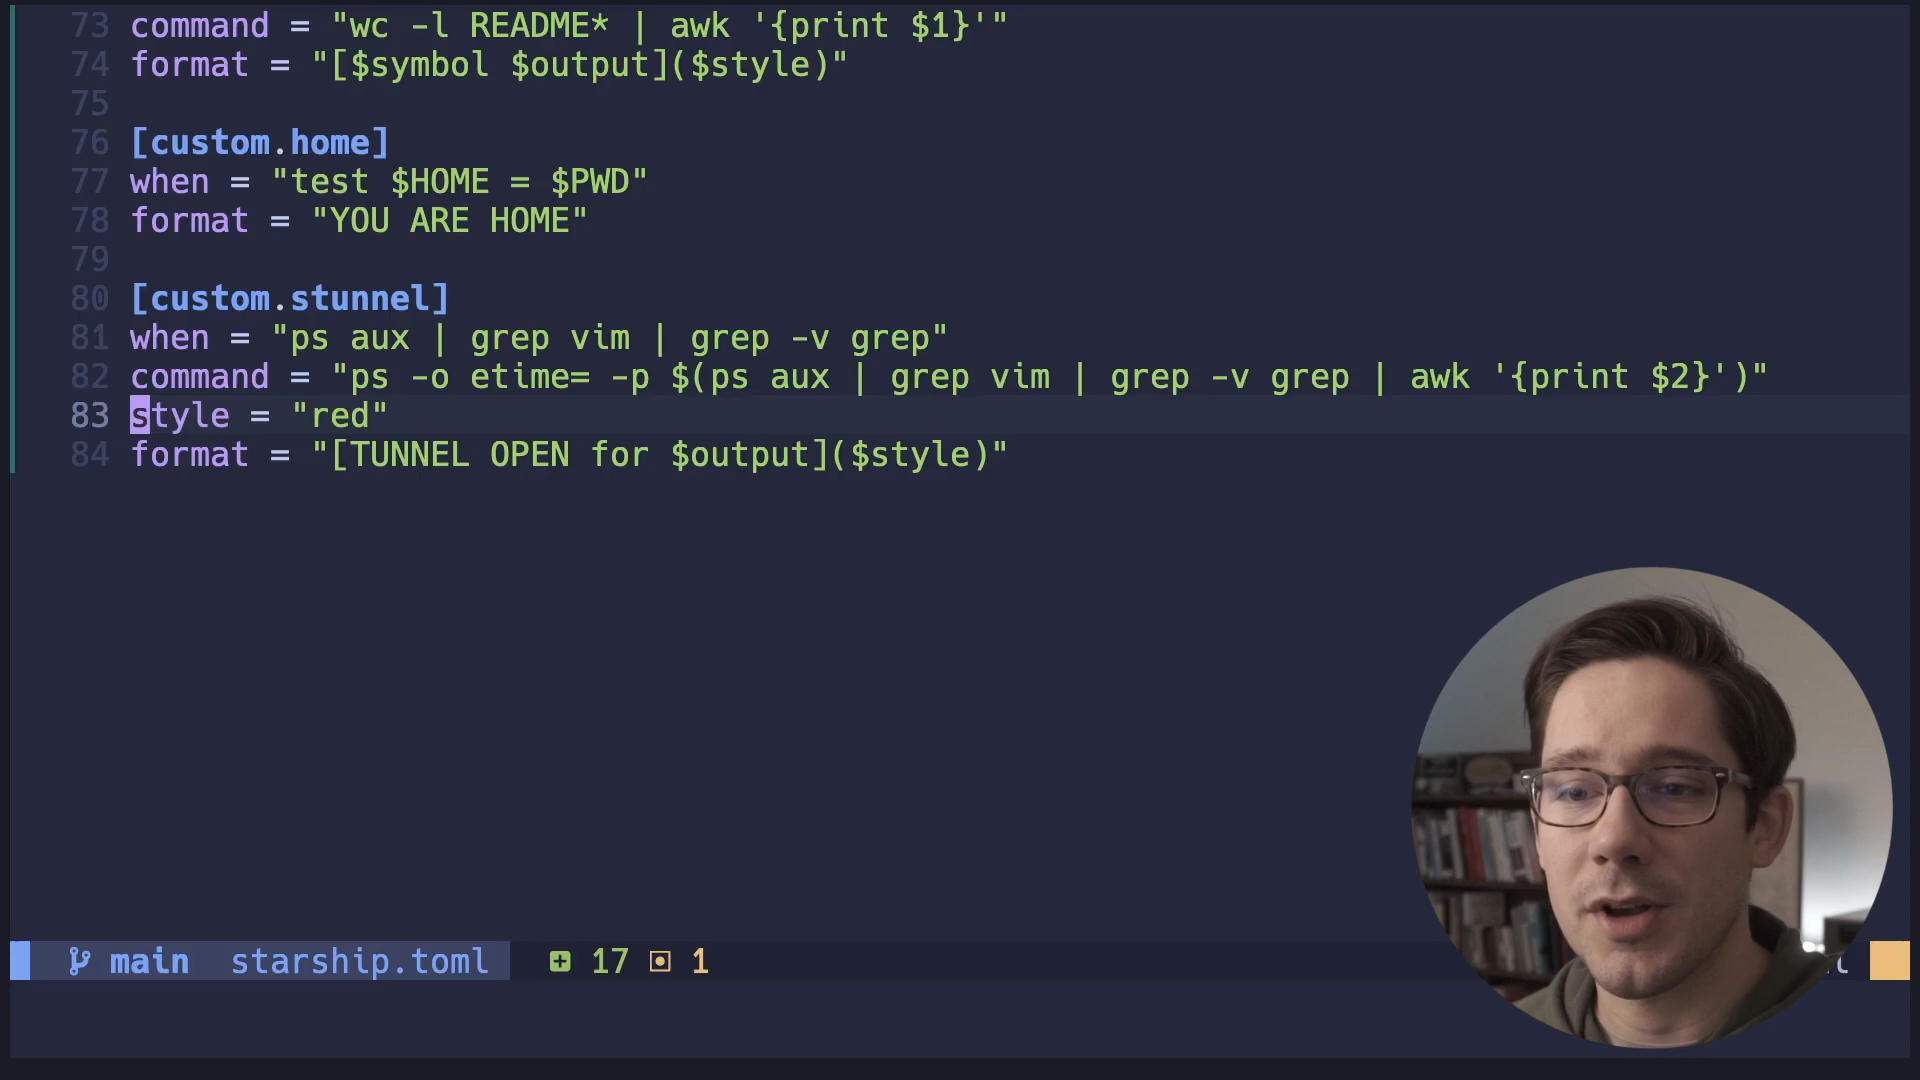 73 command = "wc -l README* | awk '{print $1}'"
74 format = "[$symbol $output]($style)"
75
76 [custom.home]
77 when = "test $HOME = $PWD"
78 format = "YOU ARE HOME"
79
80 [custom.stunnel]
81 when = "ps aux | grep vim | grep -v grep"
82 command = "ps -o etime= -p $(ps aux | grep vim | grep -v grep | awk '{print $2}')"
83 style = "red"
84 format = "[TUNNEL OPEN for $output]($style)"
main starship.toml 17 1